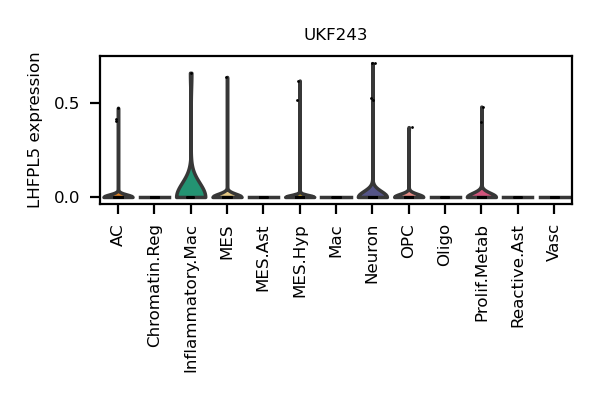 UKF243
LHFPL5 expression
0.5
0.0
AC
Chromatin.Reg
Inflammatory.Mac
MES
MES.Ast
MES.Hyp
Mac
Neuron
OPC
Oligo
Prolif.Metab
Reactive.Ast
Vasc